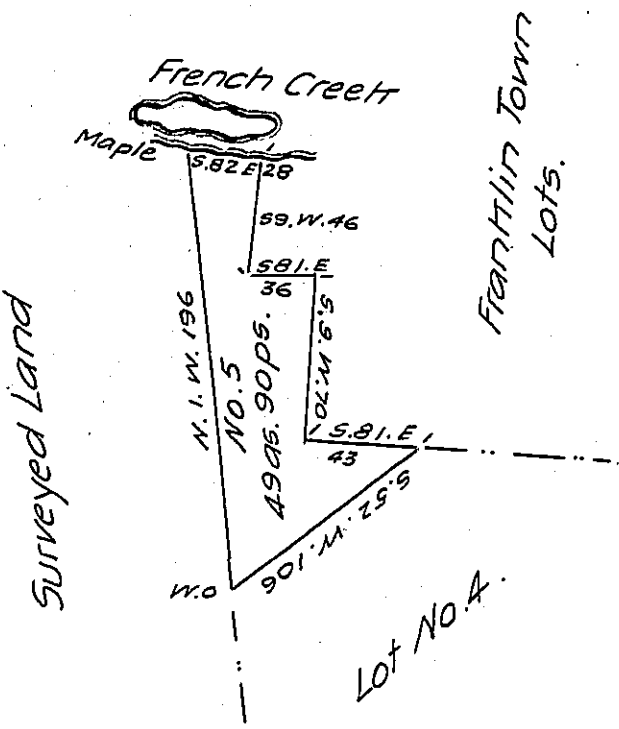 French Creek
Maple
S.82 E 28
S9.W.46
S81.E
36
S.9.W.70
S.81.E
43
S.52.W.106
W.O
N.1.W.196
NO.5
49as.90ps.
Surveyed Land
Franklin Town
Lots.
Lot No.4.